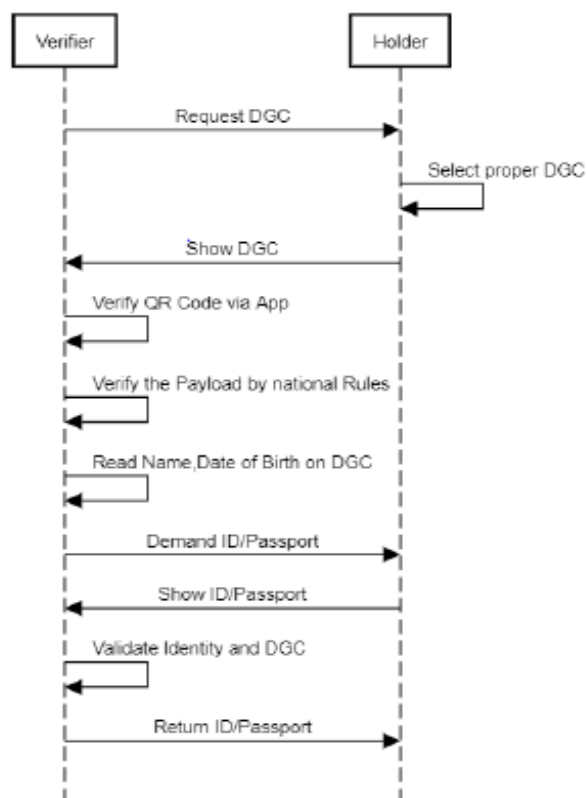 Verifier
Holder
Request DGC
Select proper DGC
Show DGC
Verify QR Code via App
Verify the Payload by national Rules
Read Name,Date of Birth on DGC
Demand ID/Passport
Show ID/Passport
Validate Identity and DGC
Return ID/Passport